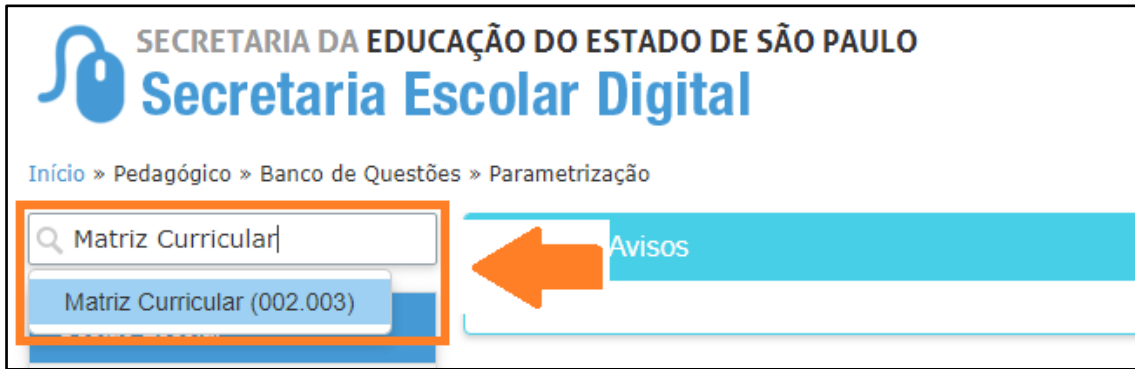 SECRETARIA DA EDUCAÇÃO DO ESTADO DE SÃO PAULO
Secretaria Escolar Digital
Início » Pedagógico » Banco de Questões » Parametrização
Matriz Curricular
Avisos
Matriz Curricular (002.003)